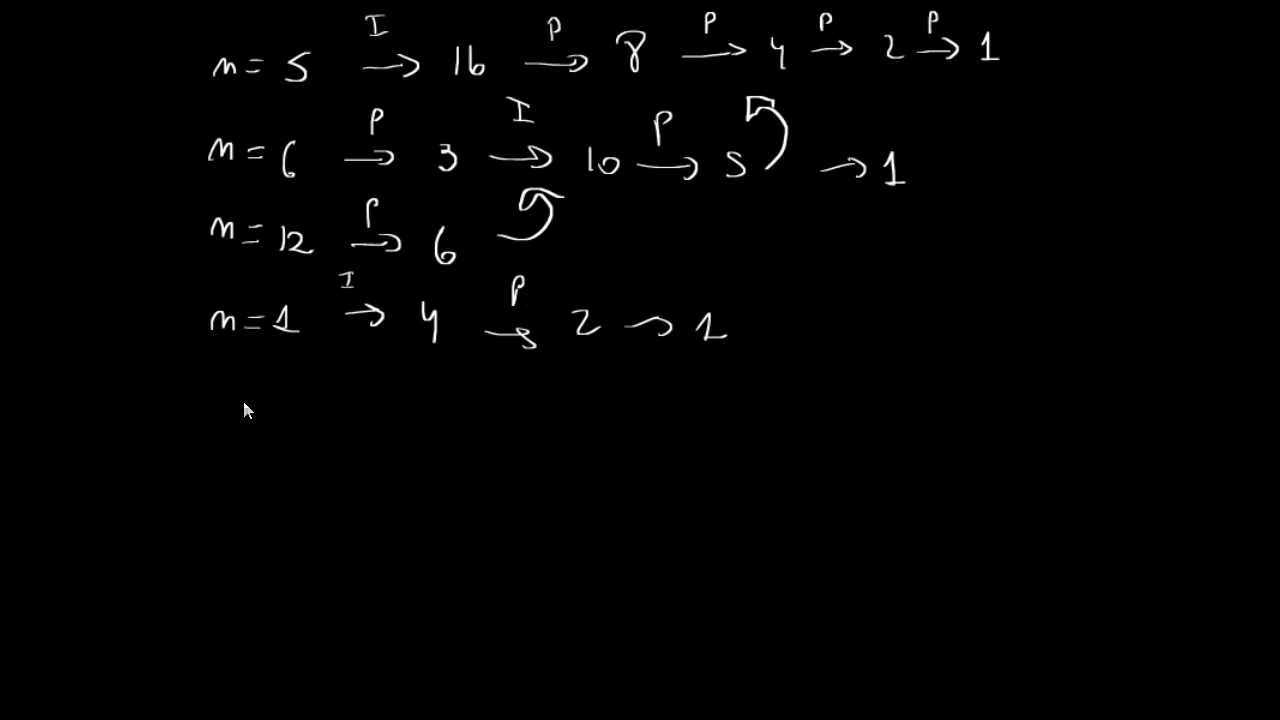 n = 5 I → 16 P → 8 P → 4 P → 2 P → 1
n = 6 P → 3 I → 10 P → 5 → 1
n = 12 P → 6
n = 1 I → 4 P → 2 → 1